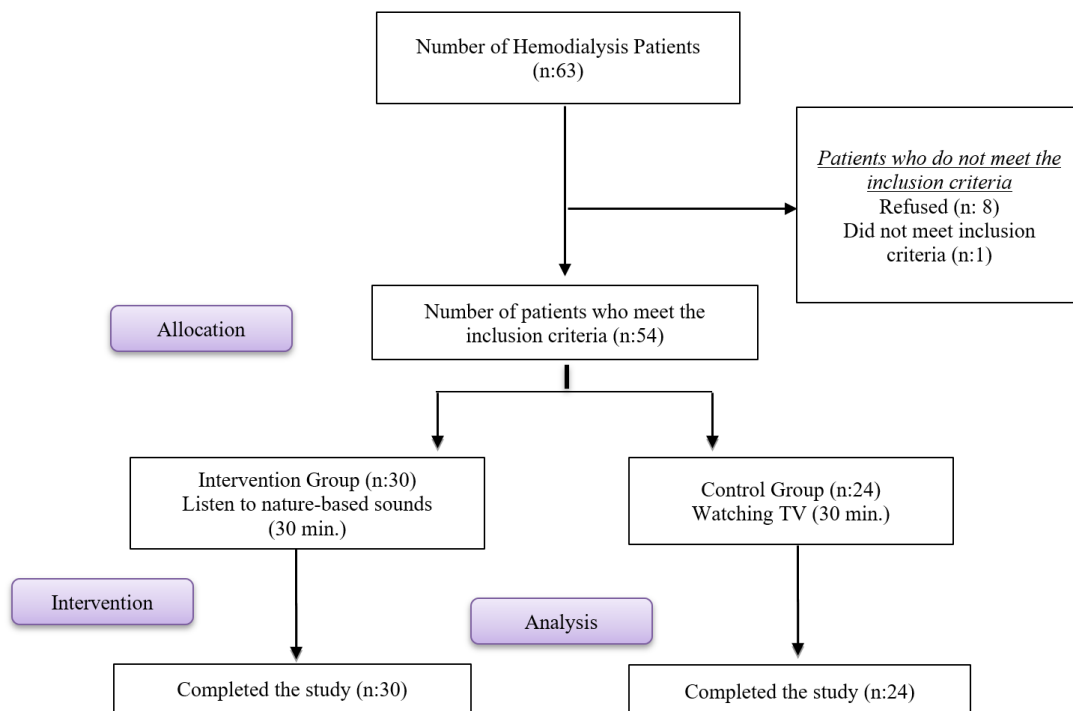 Number of Hemodialysis Patients
(n:63)
Patients who do not meet the
inclusion criteria
Refused (n: 8)
Did not meet inclusion
criteria (n:1)
Number of patients who meet the
inclusion criteria (n:54)
Allocation
Intervention Group (n:30)
Listen to nature-based sounds
(30 min.)
Control Group (n:24)
Watching TV (30 min.)
Intervention
Analysis
Completed the study (n:30)
Completed the study (n:24)